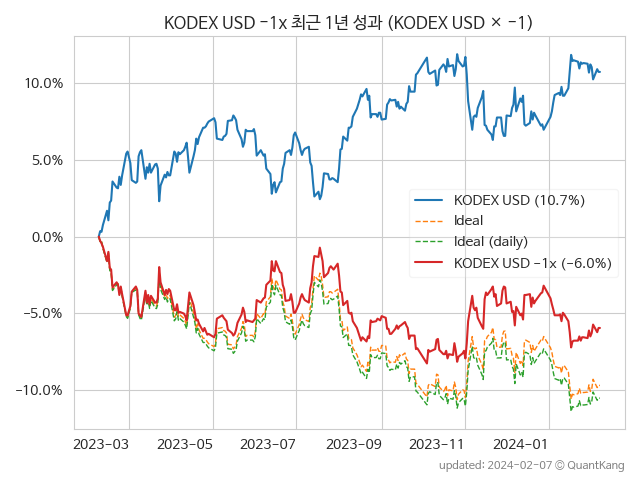 KODEX USD −1x 최근 1년 성과 (KODEX USD × −1)
10.0%
5.0%
0.0%
−5.0%
−10.0%
KODEX USD (10.7%)
Ideal
Ideal (daily)
KODEX USD −1x (−6.0%)
2023-03
2023-05
2023-07
2023-09
2023-11
2024-01
updated: 2024-02-07 © QuantKang